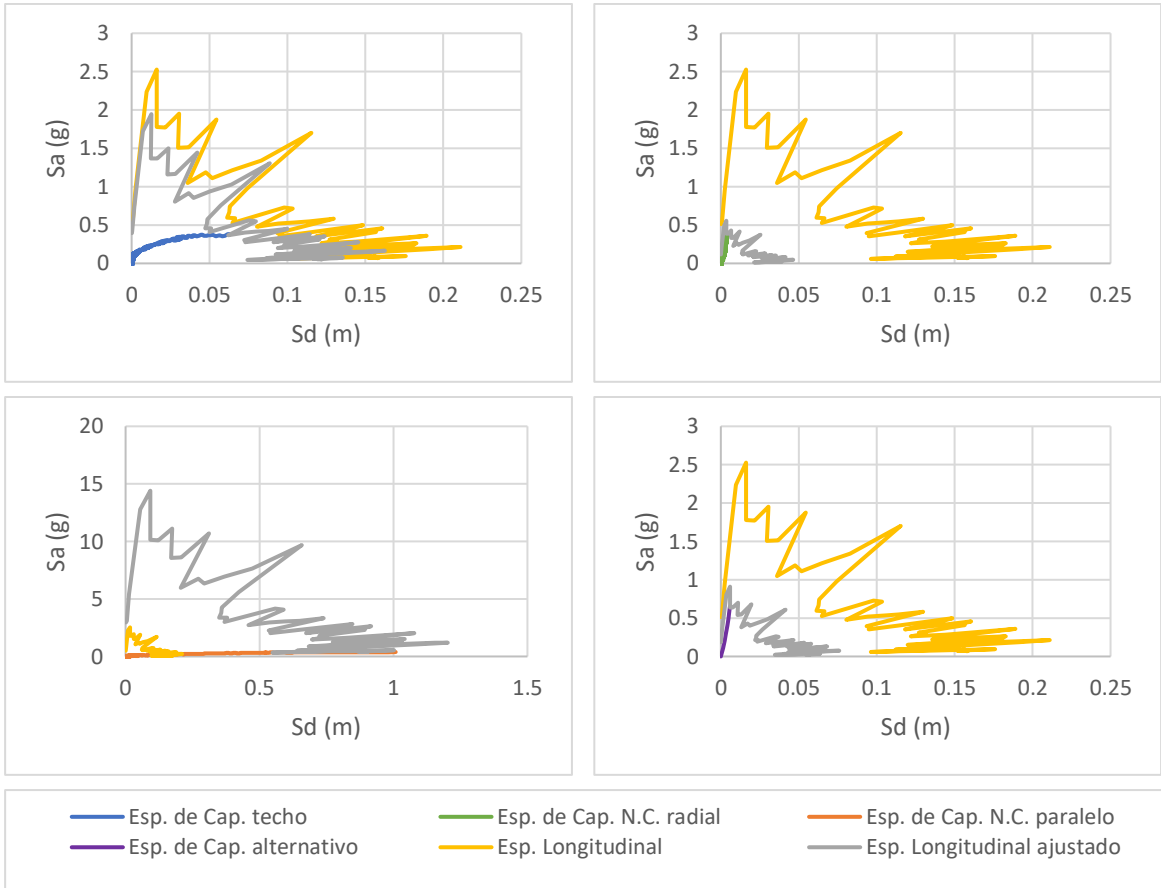 3
2.5
2
1.5
1
0.5
0
0 0.05 0.1 0.15 0.2 0.25
Sa (g)
Sd (m)
3
2.5
2
1.5
1
0.5
0
0 0.05 0.1 0.15 0.2 0.25
Sa (g)
Sd (m)
20
15
10
5
0
0 0.5 1 1.5
Sa (g)
Sd (m)
3
2.5
2
1.5
1
0.5
0
0 0.05 0.1 0.15 0.2 0.25
Sa (g)
Sd (m)
Esp. de Cap. techo Esp. de Cap. N.C. radial Esp. de Cap. N.C. paralelo
Esp. de Cap. alternativo Esp. Longitudinal Esp. Longitudinal ajustado